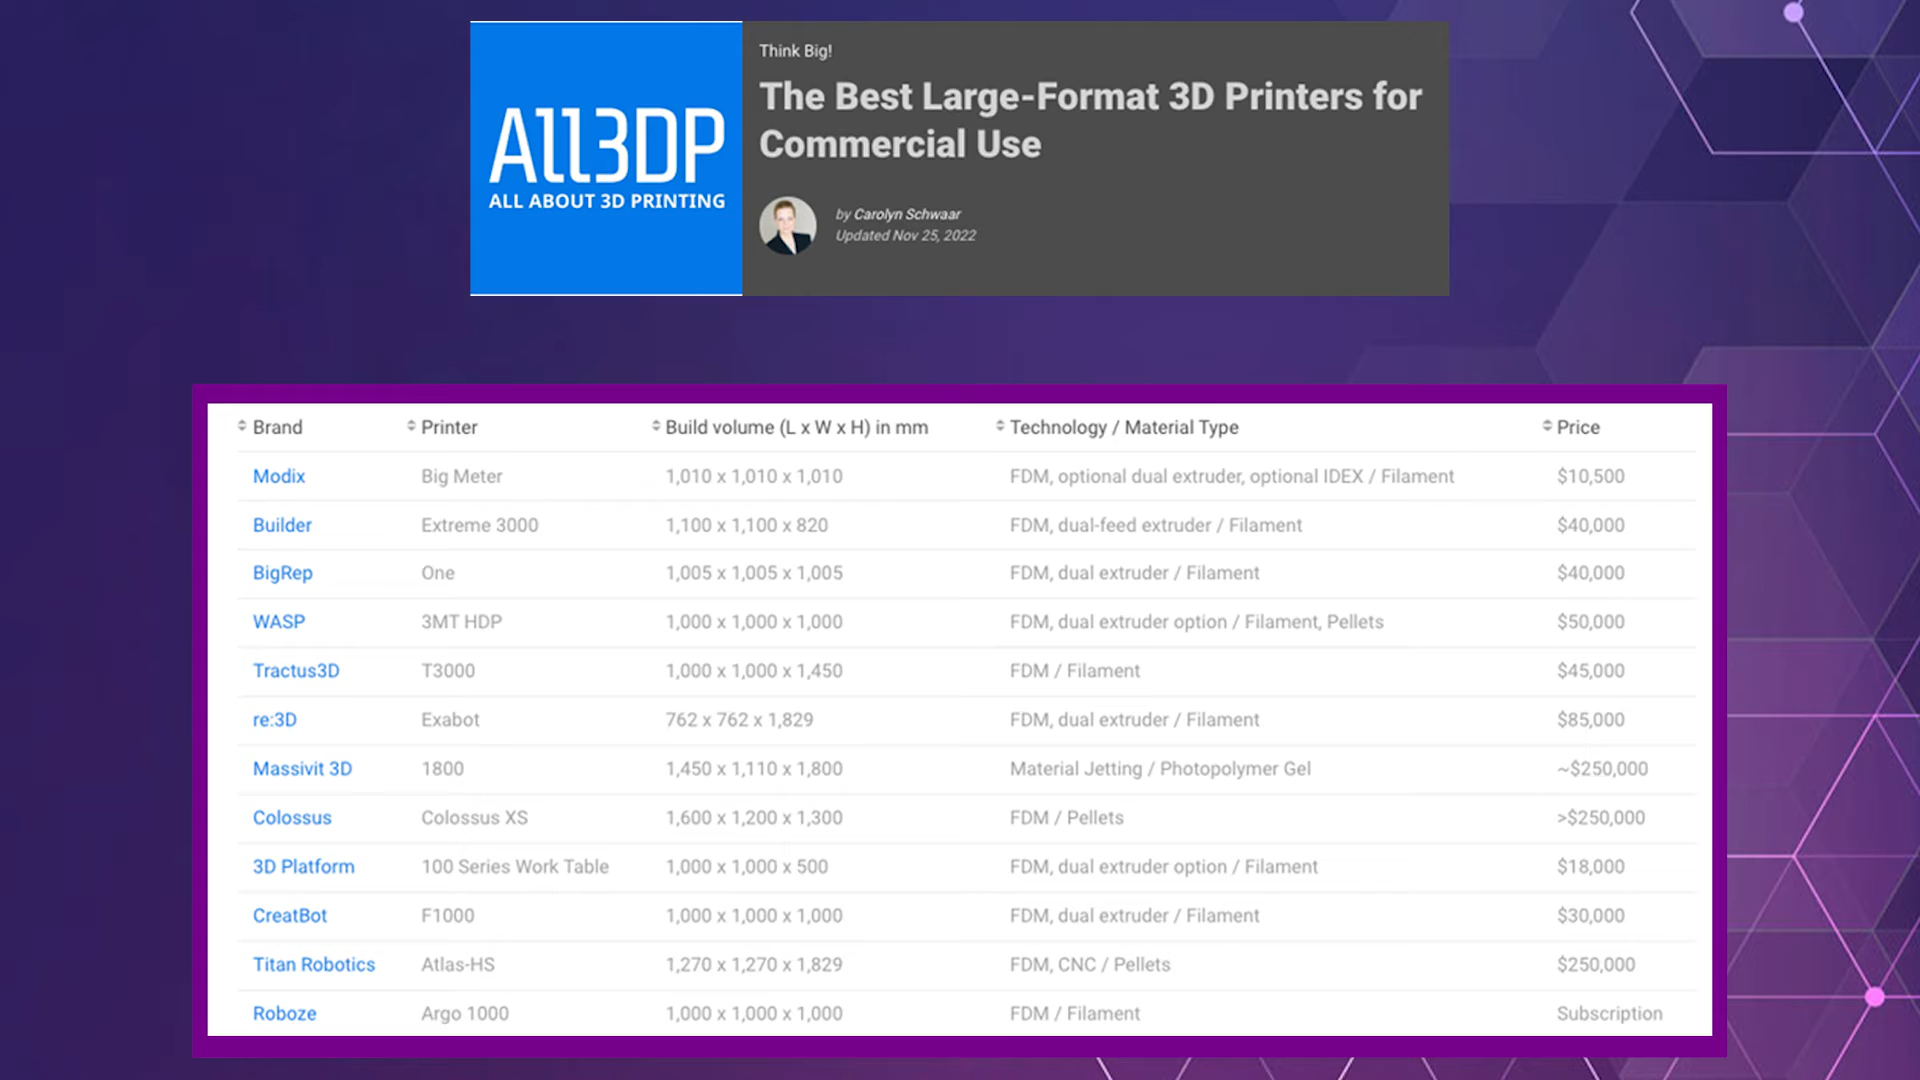 All3DP
ALL ABOUT 3D PRINTING
Think Big!
The Best Large-Format 3D Printers for
Commercial Use
by Carolyn Schwaar
Updated Nov 25, 2022
Brand Printer Build volume (L x W x H) in mm Technology / Material Type Price
Modix Big Meter 1,010 x 1,010 x 1,010 FDM, optional dual extruder, optional IDEX / Filament $10,500
Builder Extreme 3000 1,100 x 1,100 x 820 FDM, dual-feed extruder / Filament $40,000
BigRep One 1,005 x 1,005 x 1,005 FDM, dual extruder / Filament $40,000
WASP 3MT HDP 1,000 x 1,000 x 1,000 FDM, dual extruder option / Filament, Pellets $50,000
Tractus3D T3000 1,000 x 1,000 x 1,450 FDM / Filament $45,000
re:3D Exabot 762 x 762 x 1,829 FDM, dual extruder / Filament $85,000
Massivit 3D 1800 1,450 x 1,110 x 1,800 Material Jetting / Photopolymer Gel ~$250,000
Colossus Colossus XS 1,600 x 1,200 x 1,300 FDM / Pellets >$250,000
3D Platform 100 Series Work Table 1,000 x 1,000 x 500 FDM, dual extruder option / Filament $18,000
CreatBot F1000 1,000 x 1,000 x 1,000 FDM, dual extruder / Filament $30,000
Titan Robotics Atlas-HS 1,270 x 1,270 x 1,829 FDM, CNC / Pellets $250,000
Roboze Argo 1000 1,000 x 1,000 x 1,000 FDM / Filament Subscription